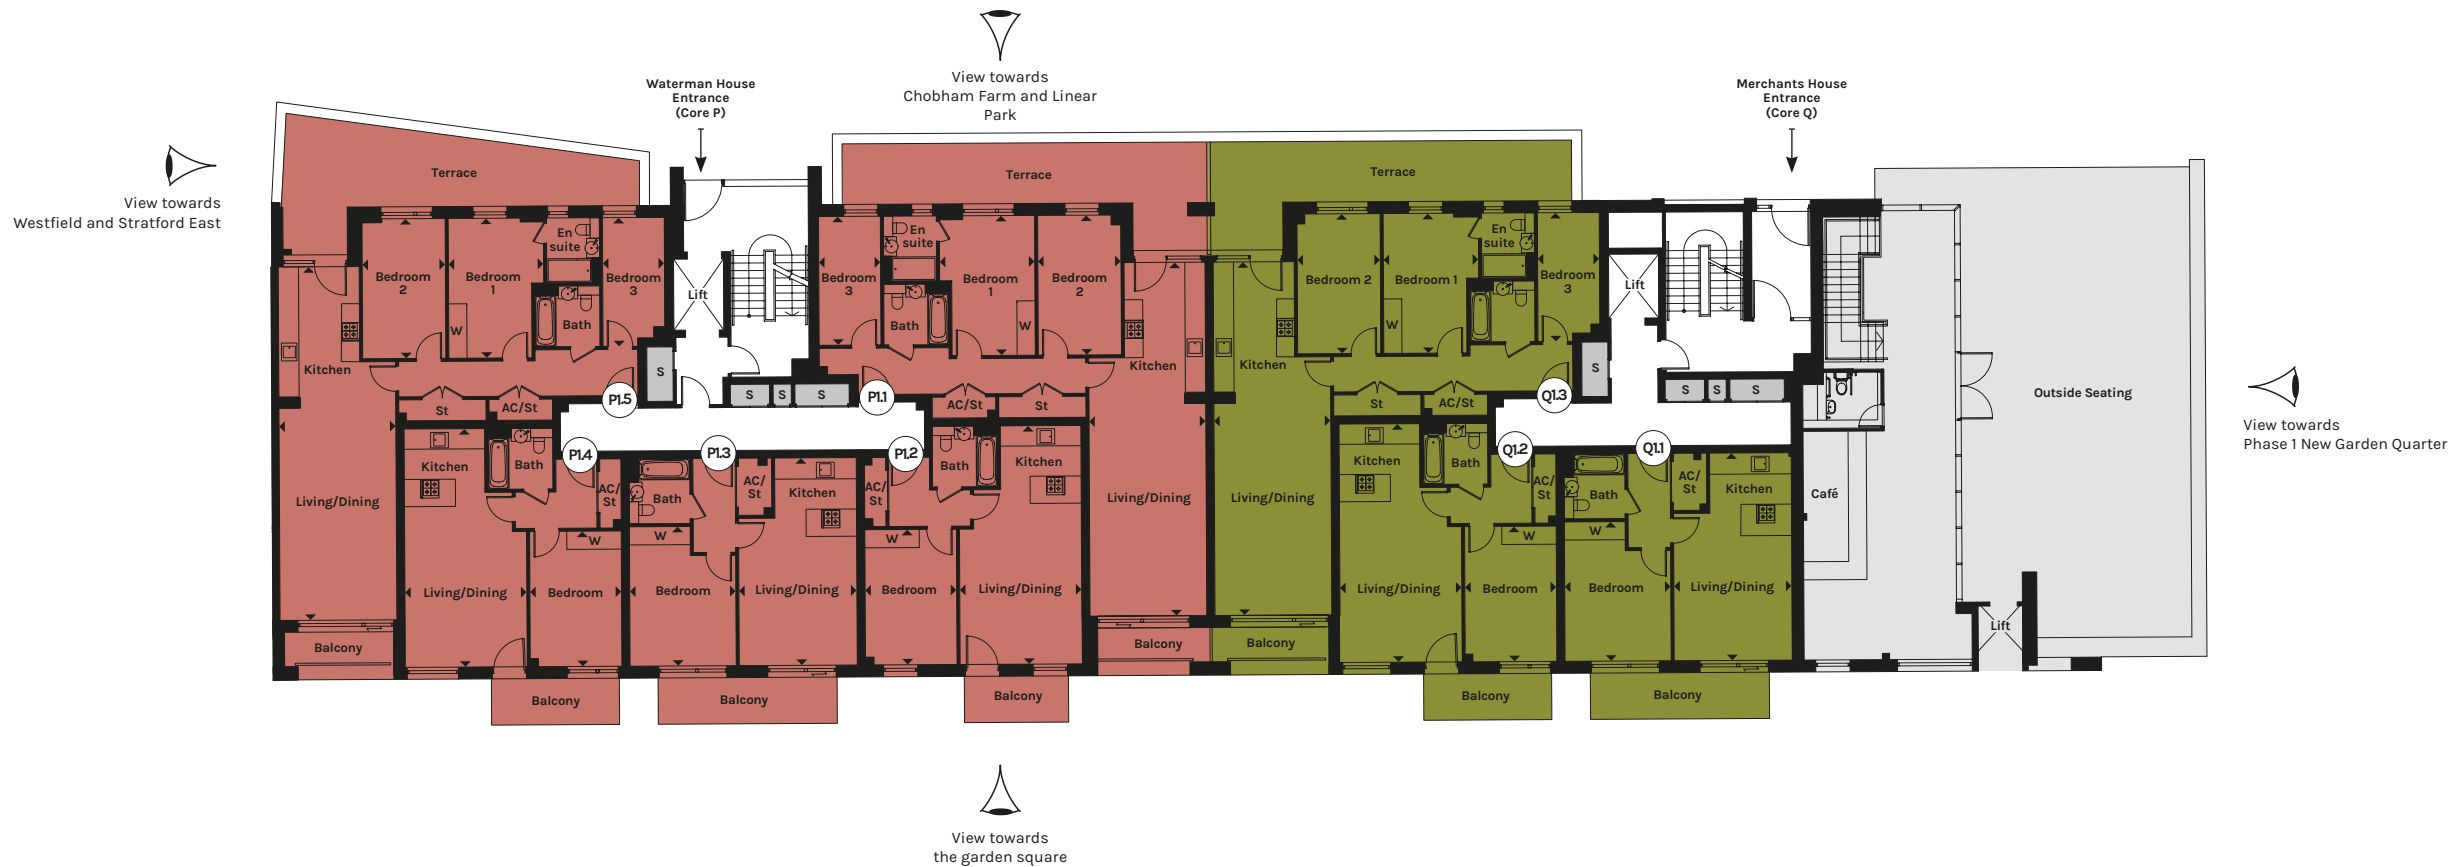 View towards
Chobham Farm and Linear
Park
Waterman House
Entrance
(Core P)
Merchants House
Entrance
(Core Q)
View towards
Westfield and Stratford East
Terrace
Terrace
Terrace
Bedroom
2
Bedroom
1
En
suite
Bedroom
3
W
Bath
Kitchen
St
AC/St
P1.5
Living/Dining
Balcony
Lift
S
S
S
S
Bedroom
3
En
suite
Bedroom
1
Bedroom
2
Bath
W
Kitchen
P1.1
AC/St
St
Living/Dining
Balcony
Kitchen
Bath
P1.4
AC/
St
W
Living/Dining
Bedroom
Balcony
P1.3
Bath
AC/
St
Kitchen
W
Bedroom
Living/Dining
Balcony
P1.2
AC/
St
Bath
Kitchen
W
Bedroom
Living/Dining
Balcony
Bedroom 2
Bedroom 1
En
suite
Bedroom
3
W
Kitchen
St
AC/St
Q1.3
Living/Dining
Balcony
Lift
S
S
S
S
Kitchen
Bath
Q1.2
AC/
St
W
Living/Dining
Bedroom
Balcony
Q1.1
Bath
AC/
St
Kitchen
W
Bedroom
Living/Dining
Balcony
Café
Outside Seating
Lift
View towards
Phase 1 New Garden Quarter
View towards
the garden square